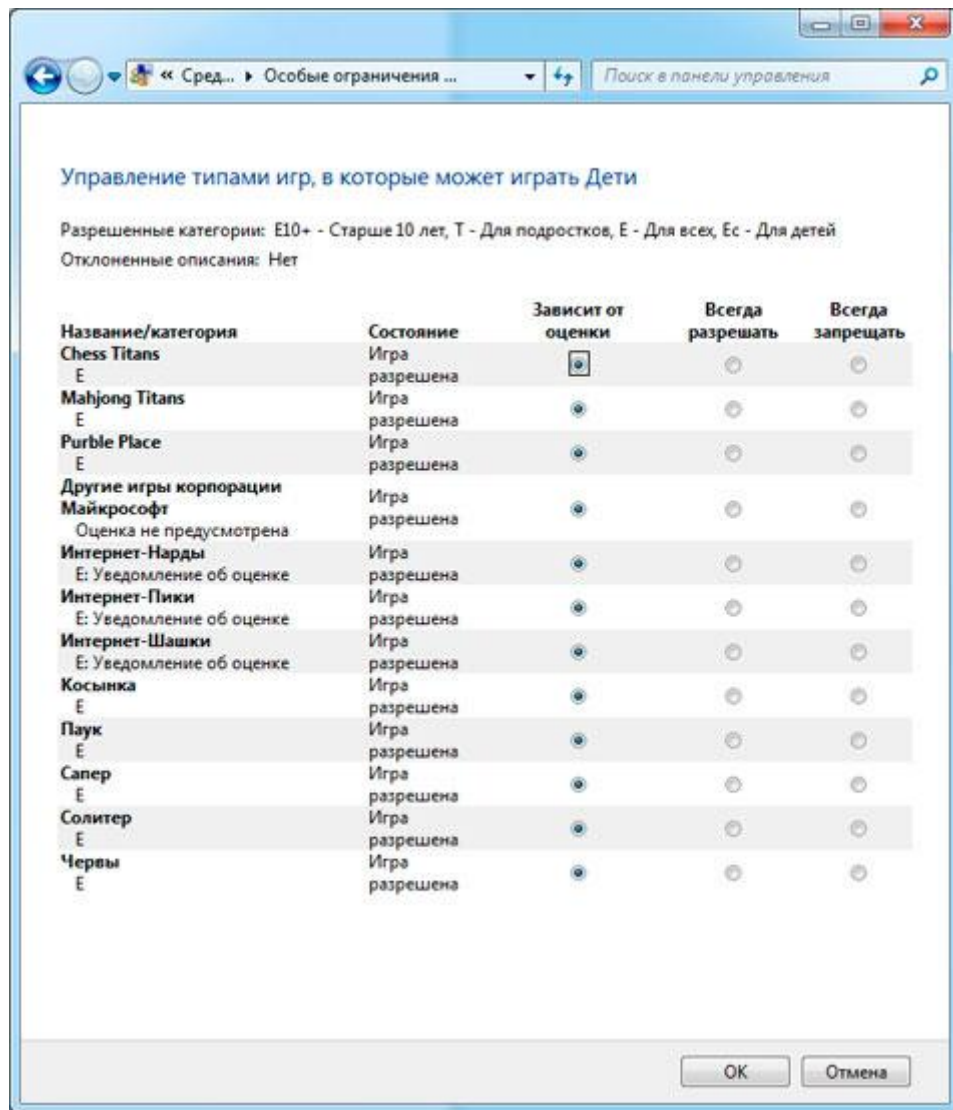 « Сред... Особые ограничения ... Поиск в панели управления
Управление типами игр, в которые может играть Дети
Разрешенные категории: E10+ - Старше 10 лет, T - Для подростков, E - Для всех, Ec - Для детей
Отклоненные описания: Нет
Название/категория Состояние Зависит от оценки Всегда разрешать Всегда запрещать
Chess Titans
E
Игра
разрешена
Mahjong Titans
E
Игра
разрешена
Purble Place
E
Игра
разрешена
Другие игры корпорации
Майкрософт
Оценка не предусмотрена
Игра
разрешена
Интернет-Нарды
E: Уведомление об оценке
Игра
разрешена
Интернет-Пики
E: Уведомление об оценке
Игра
разрешена
Интернет-Шашки
E: Уведомление об оценке
Игра
разрешена
Косынка
E
Игра
разрешена
Паук
E
Игра
разрешена
Сапер
E
Игра
разрешена
Солитер
E
Игра
разрешена
Червы
E
Игра
разрешена
OK Отмена